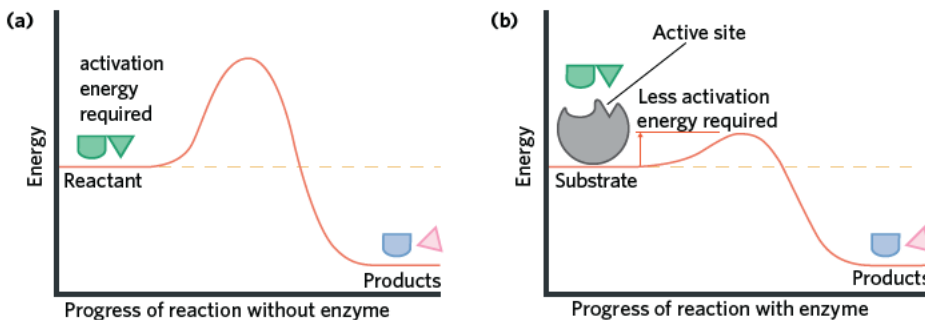 (a)
activation
energy
required
Energy
Reactant
Products
Progress of reaction without enzyme
(b)
Active site
Less activation
energy required
Energy
Substrate
Products
Progress of reaction with enzyme